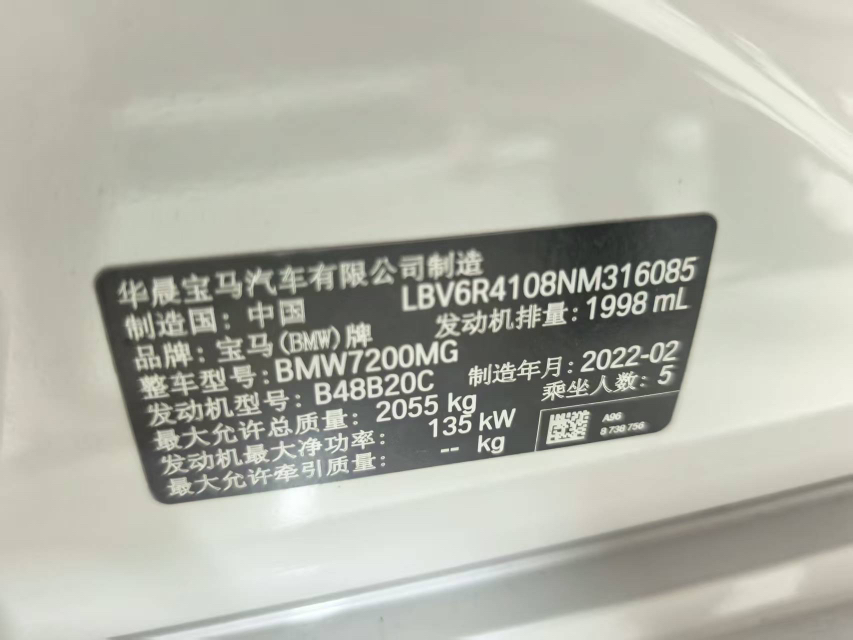 华晨宝马汽车有限公司制造
制造国：中国 LBV6R4108NM316085
品牌：宝马(BMW)牌 发动机排量：1998 mL
整车型号：BMW7200MG
发动机型号：B48B20C 制造年月：2022-02
最大允许总质量：2055 kg 乘坐人数：5
发动机最大净功率：135 kW
最大允许牵引质量：-- kg
A96
8 738 756